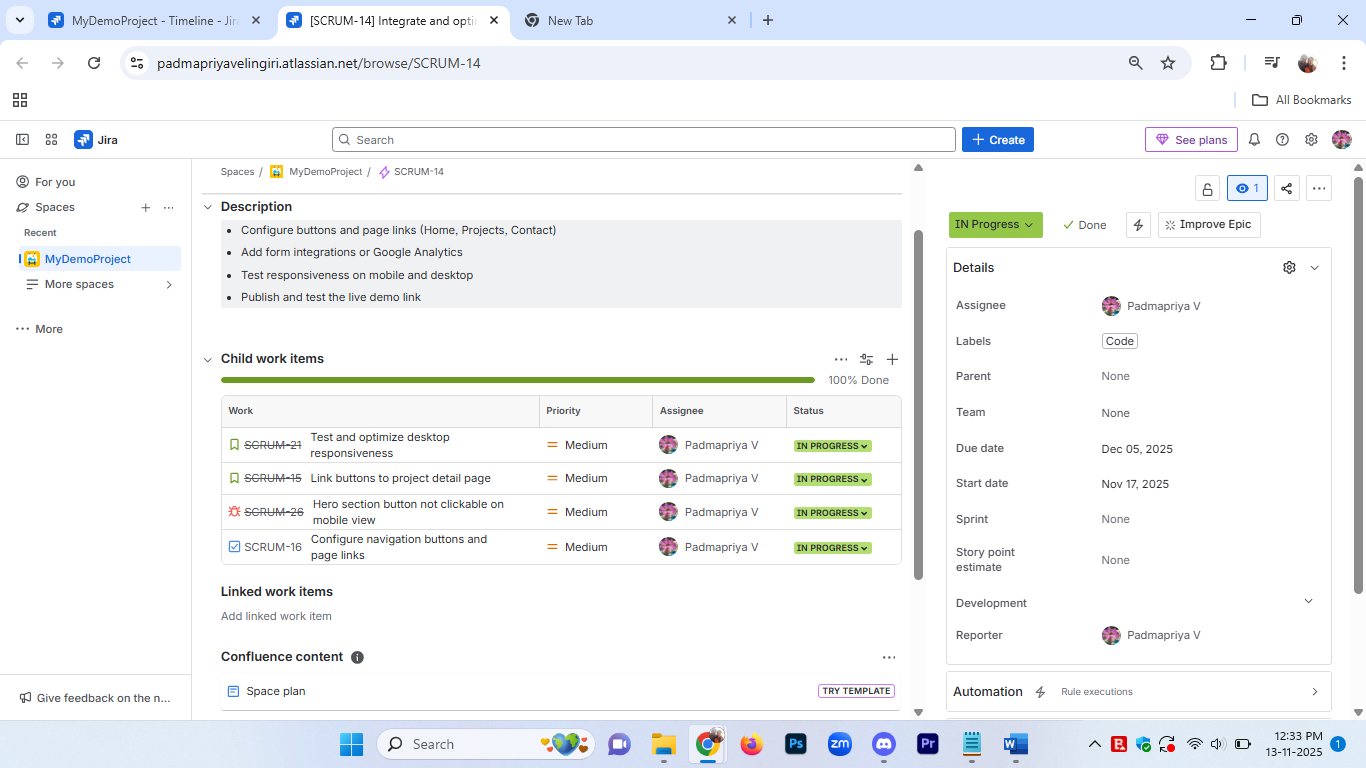 MyDemoProject - Timeline - Jira
[SCRUM-14] Integrate and opti
New Tab
padmapriyavelingiri.atlassian.net/browse/SCRUM-14
All Bookmarks
Jira
Search
Create
See plans
For you
Spaces
Recent
MyDemoProject
More spaces
More
Give feedback on the n...
Spaces / MyDemoProject / SCRUM-14
Description
Configure buttons and page links (Home, Projects, Contact)
Add form integrations or Google Analytics
Test responsiveness on mobile and desktop
Publish and test the live demo link
Child work items
100% Done
Work Priority Assignee Status
SCRUM-21 Test and optimize desktop responsiveness Medium Padmapriya V IN PROGRESS
SCRUM-15 Link buttons to project detail page Medium Padmapriya V IN PROGRESS
SCRUM-26 Hero section button not clickable on mobile view Medium Padmapriya V IN PROGRESS
SCRUM-16 Configure navigation buttons and page links Medium Padmapriya V IN PROGRESS
Linked work item
Add linked work item
Confluence content
Space plan TRY TEMPLATE
1
IN Progress Done Improve Epic
Details
Assignee Padmapriya V
Labels Code
Parent None
Team None
Due date Dec 05, 2025
Start date Nov 17, 2025
Sprint None
Story point estimate None
Development
Reporter Padmapriya V
Automation Rule executions
Search
Ps
zm
Pr
W
12:33 PM
13-11-2025
1